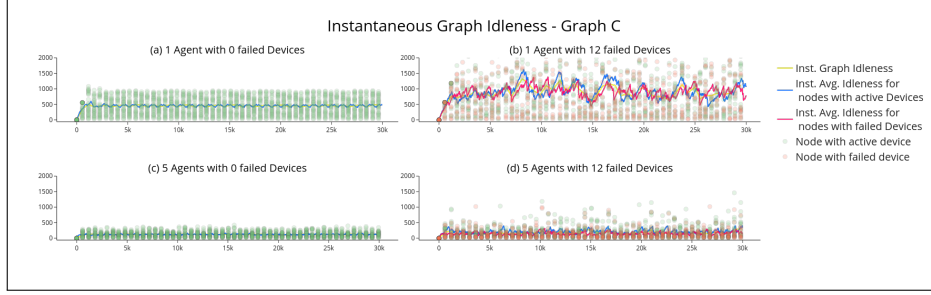 Instantaneous Graph Idleness - Graph C
(a) 1 Agent with 0 failed Devices
2000
1500
1000
500
0
0 5k 10k 15k 20k 25k 30k
(b) 1 Agent with 12 failed Devices
2000
1500
1000
500
0
0 5k 10k 15k 20k 25k 30k
Inst. Graph Idleness
Inst. Avg. Idleness for
nodes with active Devices
Inst. Avg. Idleness for
nodes with failed Devices
Node with active device
Node with failed device
(c) 5 Agents with 0 failed Devices
2000
1500
1000
500
0
0 5k 10k 15k 20k 25k 30k
(d) 5 Agents with 12 failed Devices
2000
1500
1000
500
0
0 5k 10k 15k 20k 25k 30k